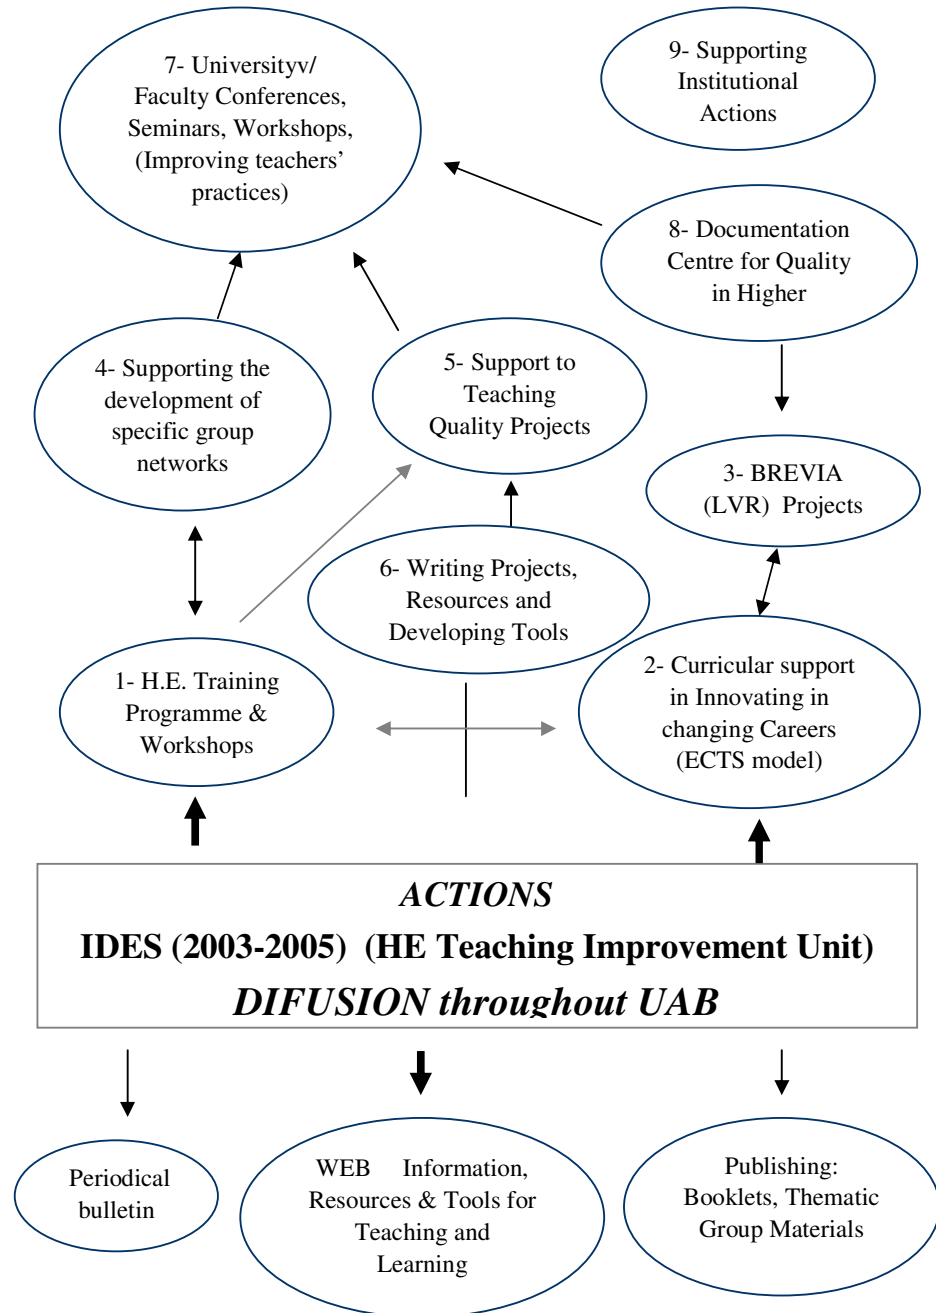 7- Universityv/
Faculty Conferences,
Seminars, Workshops,
(Improving teachers'
practices)
9- Supporting
Institutional
Actions
8- Documentation
Centre for Quality
in Higher
4- Supporting the
development of
specific group
networks
5- Support to
Teaching
Quality Projects
3- BREVIA
(LVR) Projects
6- Writing Projects,
Resources and
Developing Tools
1- H.E. Training
Programme &
Workshops
2- Curricular support
in Innovating in
changing Careers
(ECTS model)
ACTIONS
IDES (2003-2005) (HE Teaching Improvement Unit)
DIFUSION throughout UAB
Periodical
bulletin
WEB Information,
Resources & Tools for
Teaching and
Learning
Publishing:
Booklets, Thematic
Group Materials